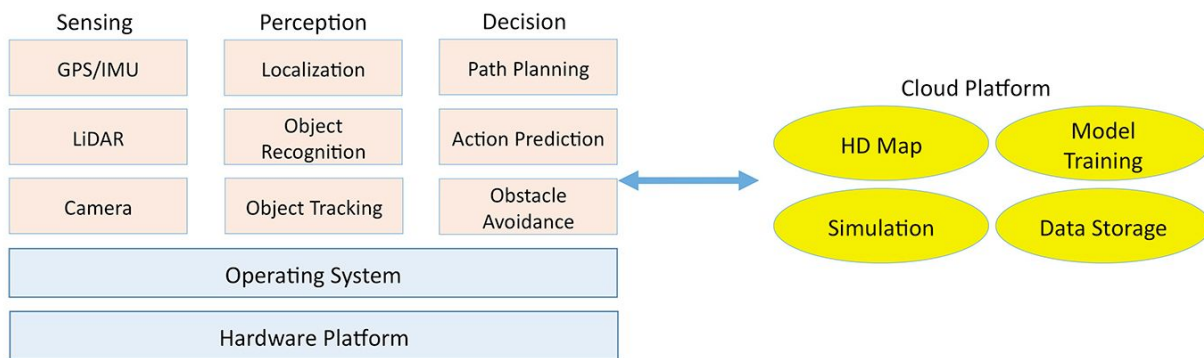 Sensing
GPS/IMU
LiDAR
Camera
Perception
Localization
Object
Recognition
Object Tracking
Decision
Path Planning
Action Prediction
Obstacle
Avoidance
Operating System
Hardware Platform
Cloud Platform
HD Map
Model
Training
Simulation
Data Storage